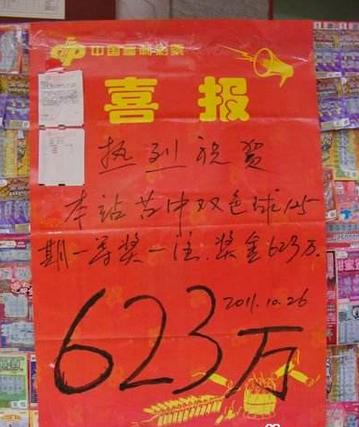 中国福利彩票
喜报
热烈祝贺
本站喜中双色球125
期一等奖一注.奖金623万.
2011.10.26
623万